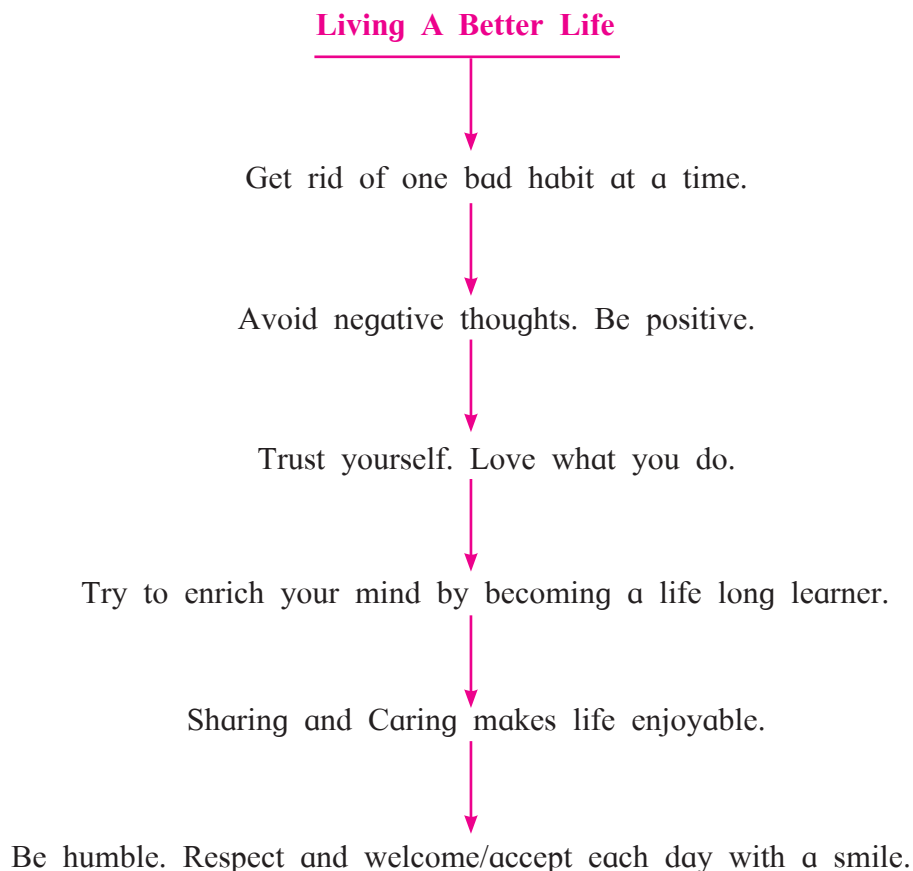 Living A Better Life
Get rid of one bad habit at a time.
Avoid negative thoughts. Be positive.
Trust yourself. Love what you do.
Try to enrich your mind by becoming a life long learner.
Sharing and Caring makes life enjoyable.
Be humble. Respect and welcome/accept each day with a smile.